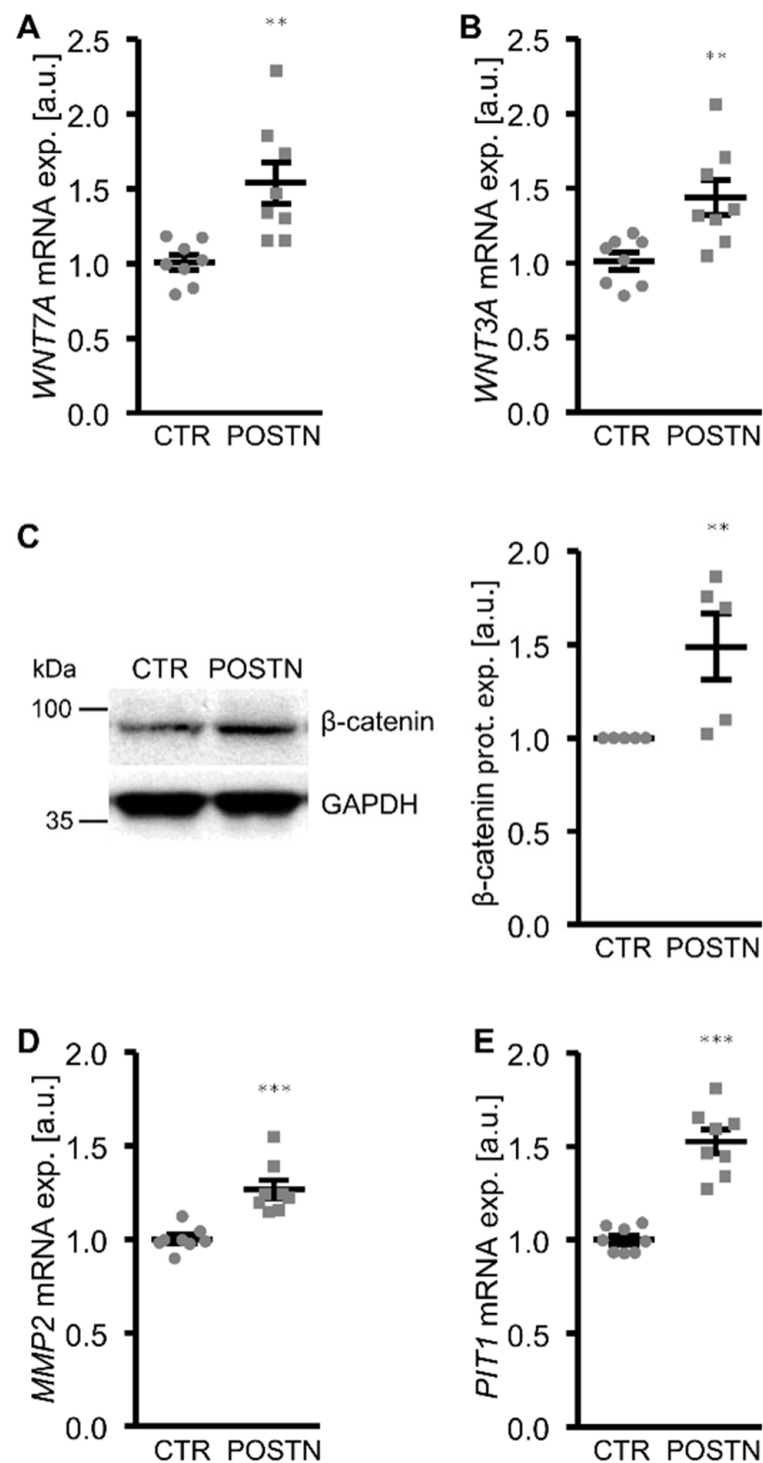 A
WNT7A mRNA exp. [a.u.]
2.5
2.0
1.5
1.0
0.5
0.0
**
CTR POSTN
B
WNT3A mRNA exp. [a.u.]
2.5
2.0
1.5
1.0
0.5
0.0
**
CTR POSTN
C
kDa
CTR POSTN
100
β-catenin
35
GAPDH
β-catenin prot. exp. [a.u.]
2.0
1.5
1.0
0.5
0.0
**
CTR POSTN
D
MMP2 mRNA exp. [a.u.]
2.0
1.5
1.0
0.5
0.0
***
CTR POSTN
E
PIT1 mRNA exp. [a.u.]
2.0
1.5
1.0
0.5
0.0
***
CTR POSTN